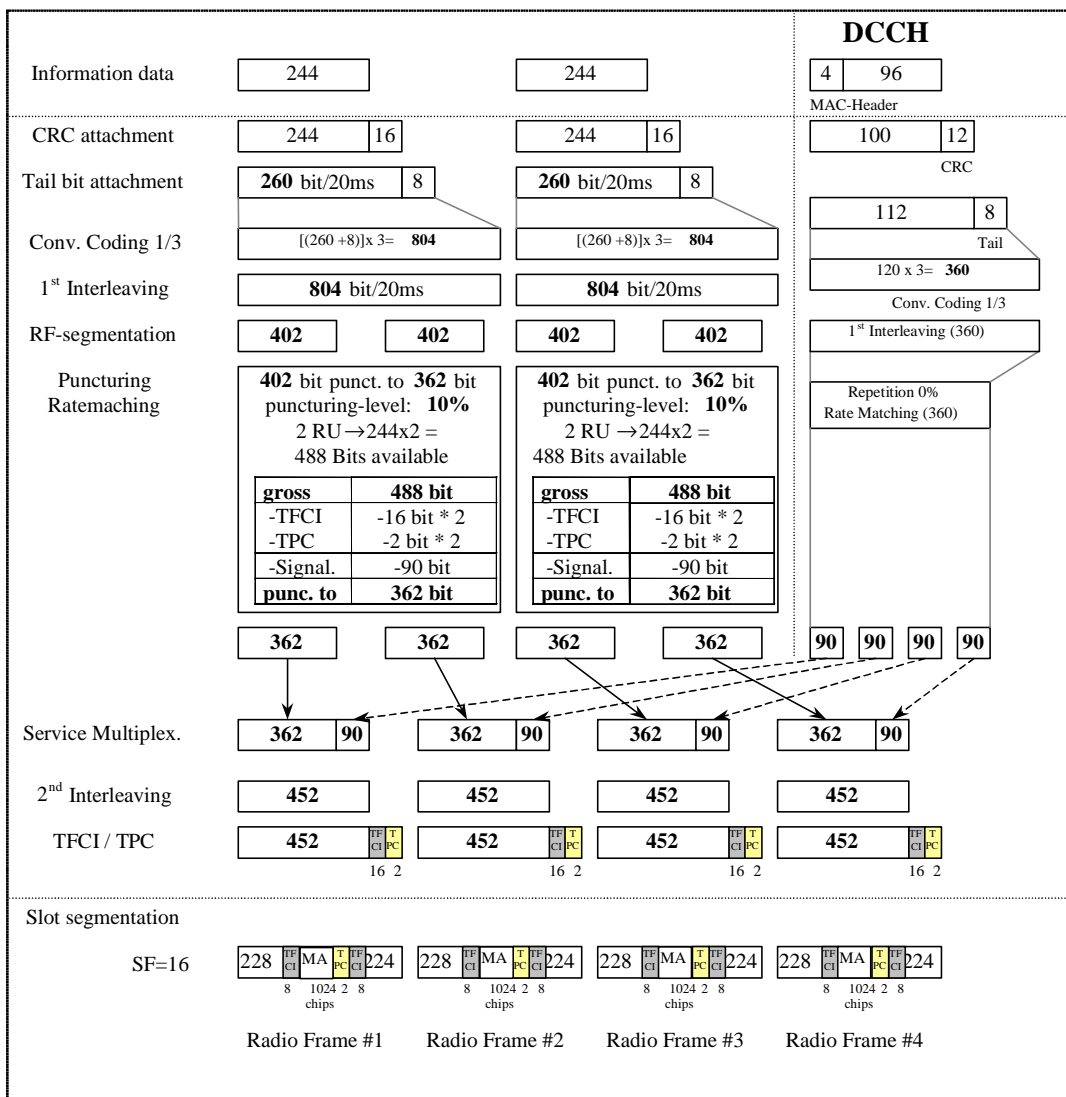 DCCH
Information data 244 244 4 96
MAC-Header
CRC attachment 244 16 244 16 100 12
CRC
Tail bit attachment 260 bit/20ms 8 260 bit/20ms 8
112 8
Tail
Conv. Coding 1/3 [(260 +8)]x 3= 804 [(260 +8)]x 3= 804
120 x 3= 360
Conv. Coding 1/3
1st Interleaving 804 bit/20ms 804 bit/20ms
RF-segmentation 402 402 402 402 1st Interleaving (360)
Puncturing
Ratemaching
402 bit punct. to 362 bit
puncturing-level: 10%
2 RU →244x2 =
488 Bits available
gross 488 bit
-TFCI -16 bit * 2
-TPC -2 bit * 2
-Signal. -90 bit
punc. to 362 bit
402 bit punct. to 362 bit
puncturing-level: 10%
2 RU →244x2 =
488 Bits available
gross 488 bit
-TFCI -16 bit * 2
-TPC -2 bit * 2
-Signal. -90 bit
punc. to 362 bit
Repetition 0%
Rate Matching (360)
362 362 362 362 90 90 90 90
Service Multiplex. 362 90 362 90 362 90 362 90
2nd Interleaving 452 452 452 452
TFCI / TPC 452 TF CI T PC 452 TF CI T PC 452 TF CI T PC 452 TF CI T PC
16 2 16 2 16 2 16 2
Slot segmentation
SF=16 228 TF CI MA T PC TF CI 224 228 TF CI MA T PC TF CI 224 228 TF CI MA T PC TF CI 224 228 TF CI MA T PC TF CI 224
8 1024 2 8 8 1024 2 8 8 1024 2 8 8 1024 2 8
chips chips chips chips
Radio Frame #1 Radio Frame #2 Radio Frame #3 Radio Frame #4